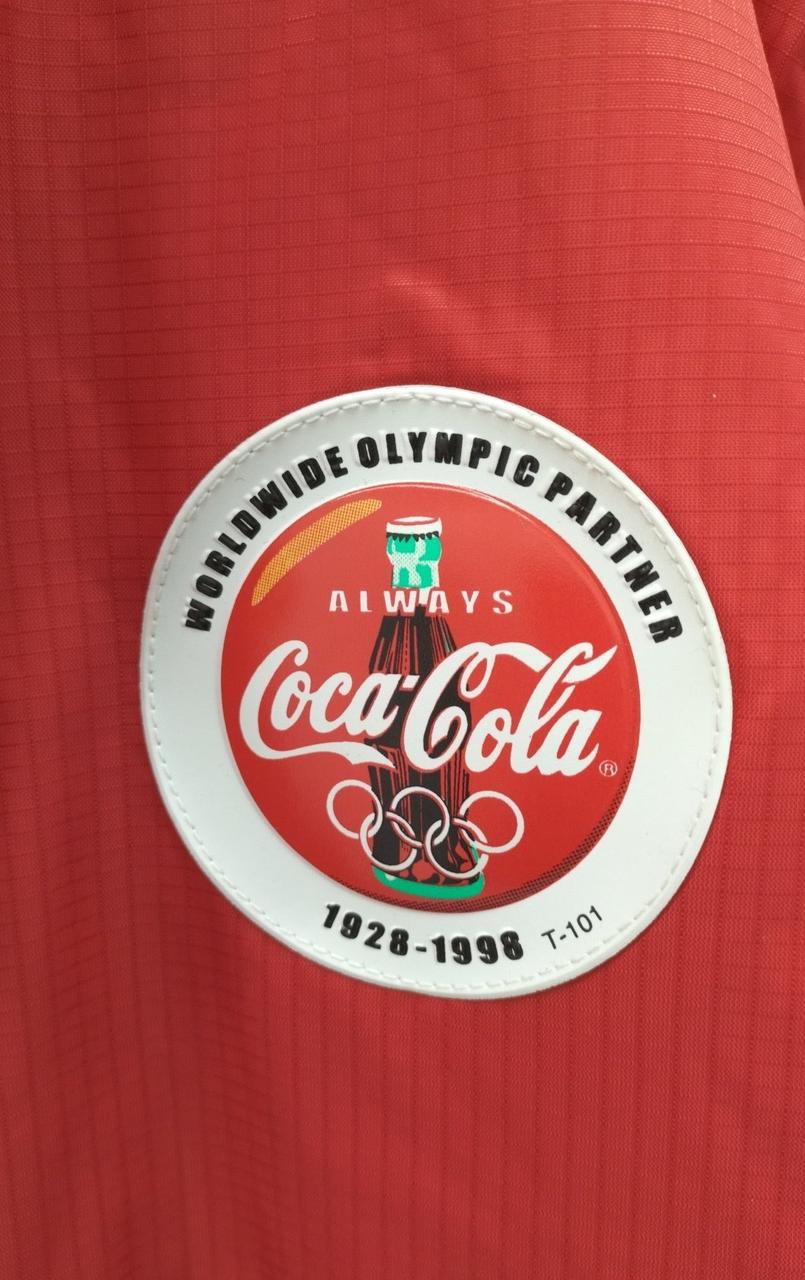 WORLDWIDE OLYMPIC PARTNER
ALWAYS
Coca-Cola®
1928-1998 T-101